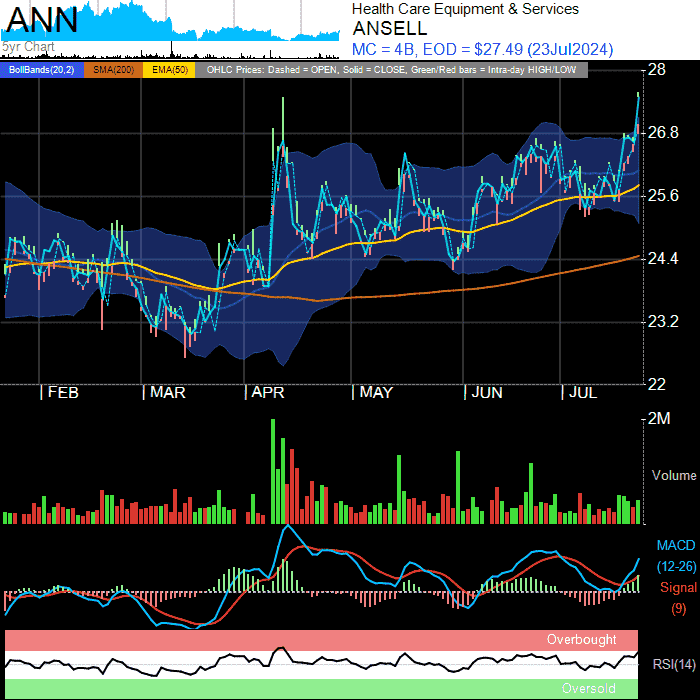 ANN
Health Care Equipment & Services
ANSELL
5yr Chart
MC = 4B, EOD = $27.49 (23Jul2024)
BollBands(20,2) SMA(200) EMA(50) OHLC Prices: Dashed = OPEN, Solid = CLOSE, Green/Red bars = Intra-day HIGH/LOW
28
26.8
25.6
24.4
23.2
22
FEB MAR APR MAY JUN JUL
2M
Volume
MACD
(12-26)
Signal
(9)
Overbought
RSI(14)
Oversold